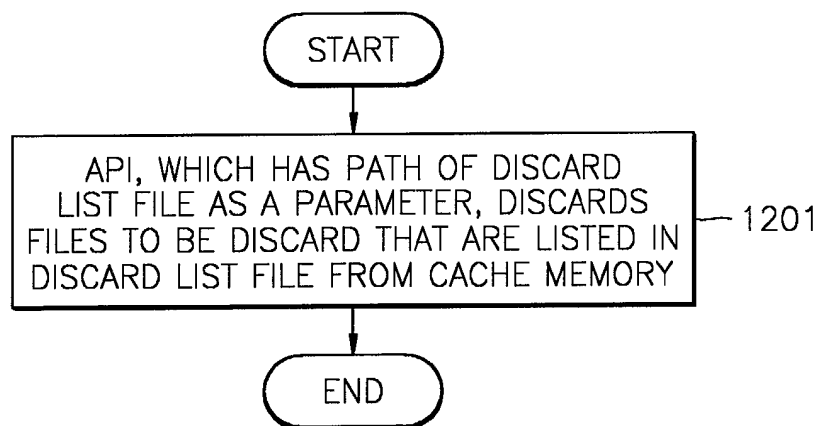 START
API, WHICH HAS PATH OF DISCARD
LIST FILE AS A PARAMETER, DISCARDS
FILES TO BE DISCARD THAT ARE LISTED IN
DISCARD LIST FILE FROM CACHE MEMORY
1201
END